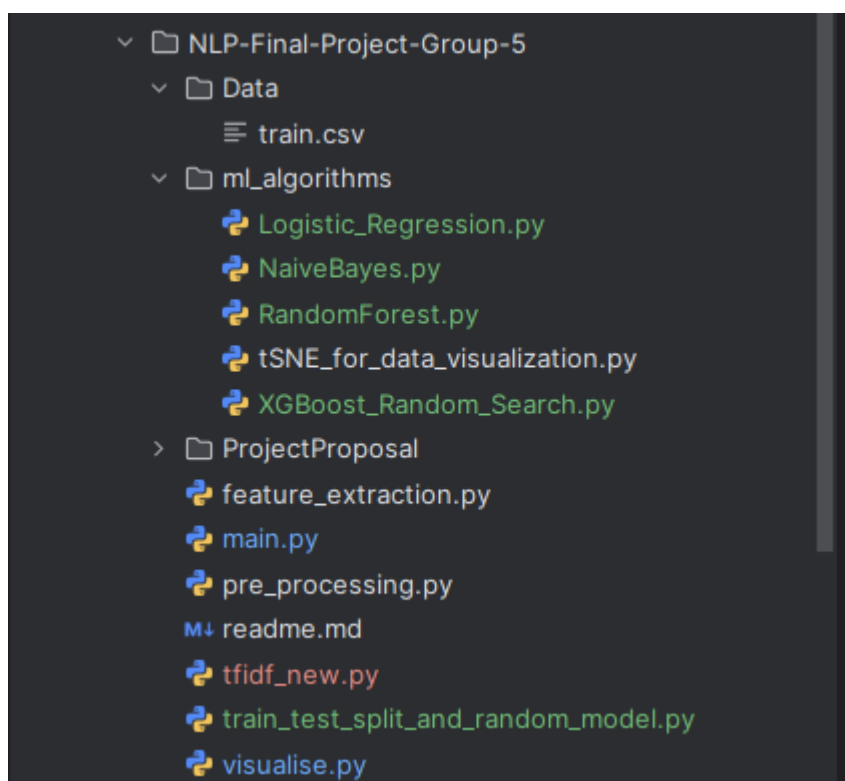 NLP-Final-Project-Group-5
Data
train.csv
ml_algorithms
Logistic_Regression.py
NaiveBayes.py
RandomForest.py
tSNE_for_data_visualization.py
XGBoost_Random_Search.py
ProjectProposal
feature_extraction.py
main.py
pre_processing.py
M↓ readme.md
tfidf_new.py
train_test_split_and_random_model.py
visualise.py